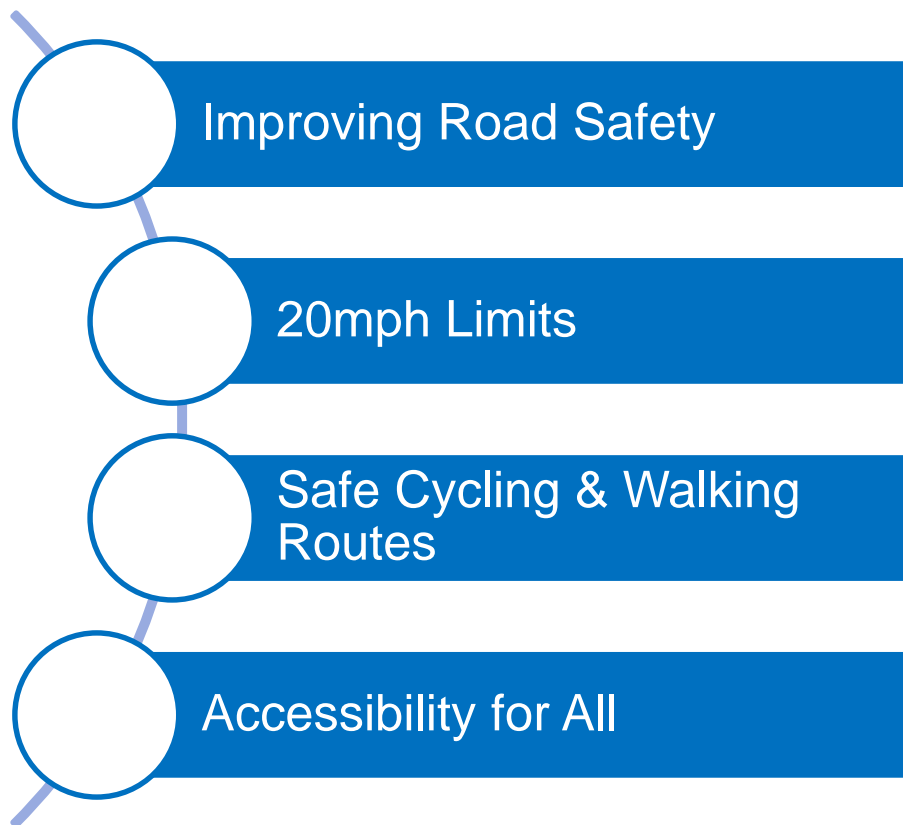 Improving Road Safety
20mph Limits
Safe Cycling & Walking
Routes
Accessibility for All